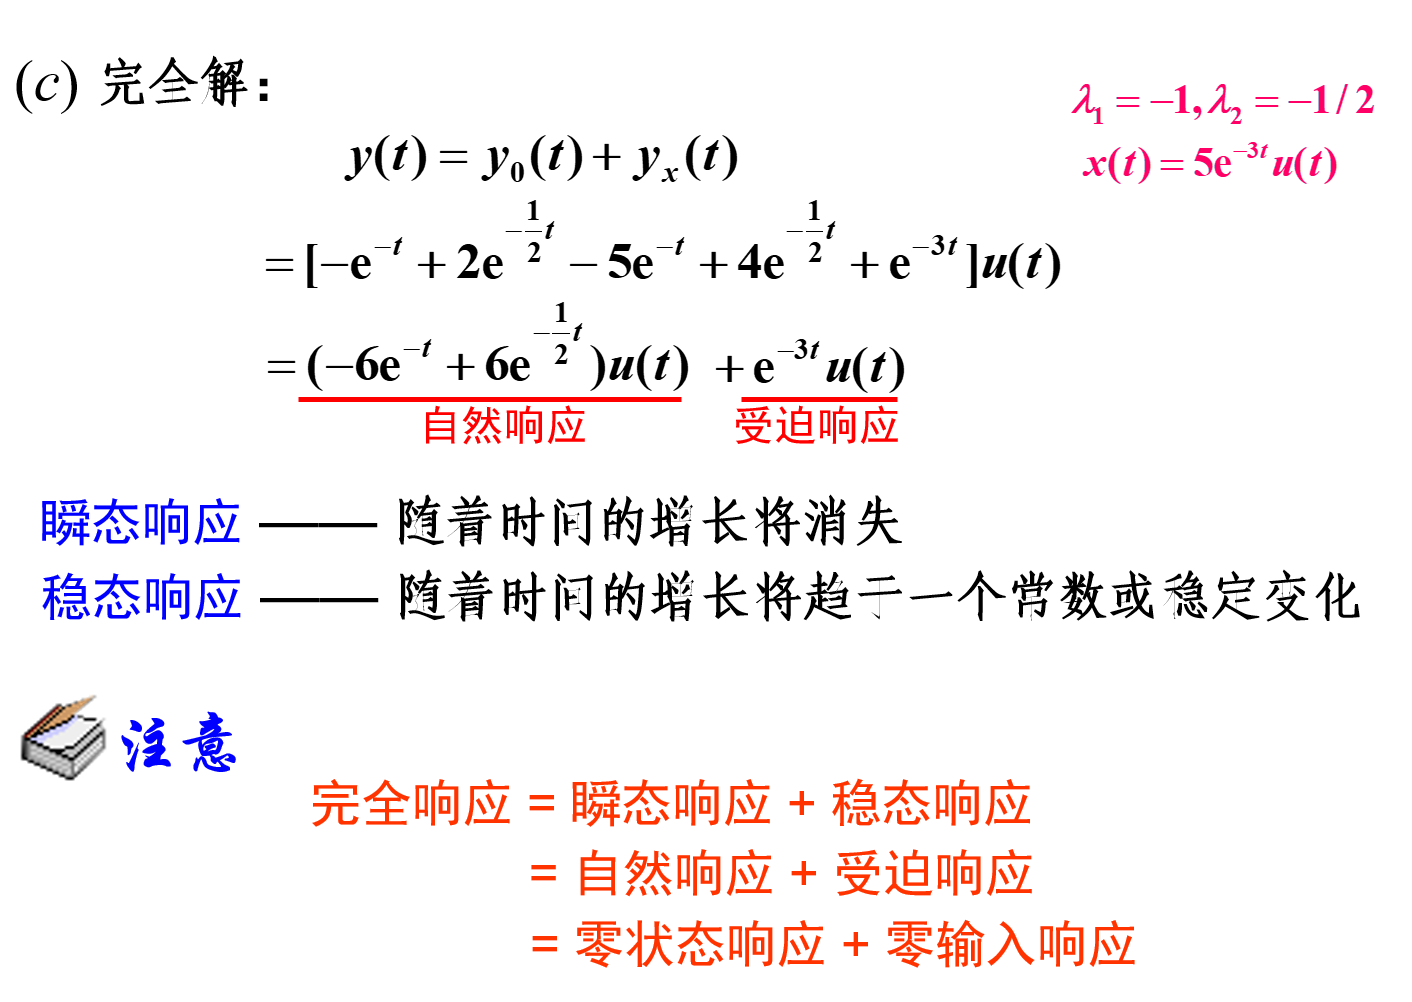 (c) 完全解：
λ₁ = −1, λ₂ = −1 / 2
x(t) = 5e^{−3t} u(t)
y(t) = y₀(t) + yₓ(t)
= [−e^{−t} + 2e^{−\frac{1}{2}t} − 5e^{−t} + 4e^{−\frac{1}{2}t} + e^{−3t}]u(t)
= (−6e^{−t} + 6e^{−\frac{1}{2}t})u(t) + e^{−3t} u(t)
自然响应 受迫响应
瞬态响应 —— 随着时间的增长将消失
稳态响应 —— 随着时间的增长将趋于一个常数或稳定变化
注意
完全响应 = 瞬态响应 + 稳态响应
= 自然响应 + 受迫响应
= 零状态响应 + 零输入响应